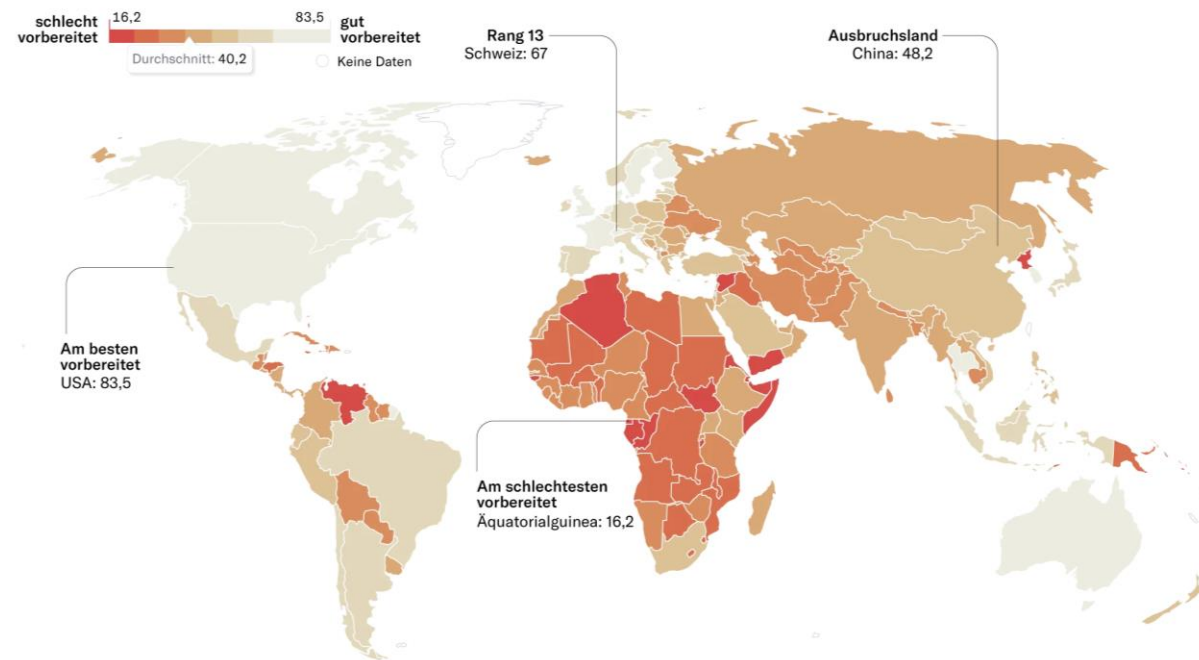 schlecht vorbereitet
16,2
83,5
gut vorbereitet
Durchschnitt: 40,2
Keine Daten
Rang 13
Schweiz: 67
Ausbruchsland
China: 48,2
Am besten
vorbereitet
USA: 83,5
Am schlechtesten
vorbereitet
Äquatorialguinea: 16,2